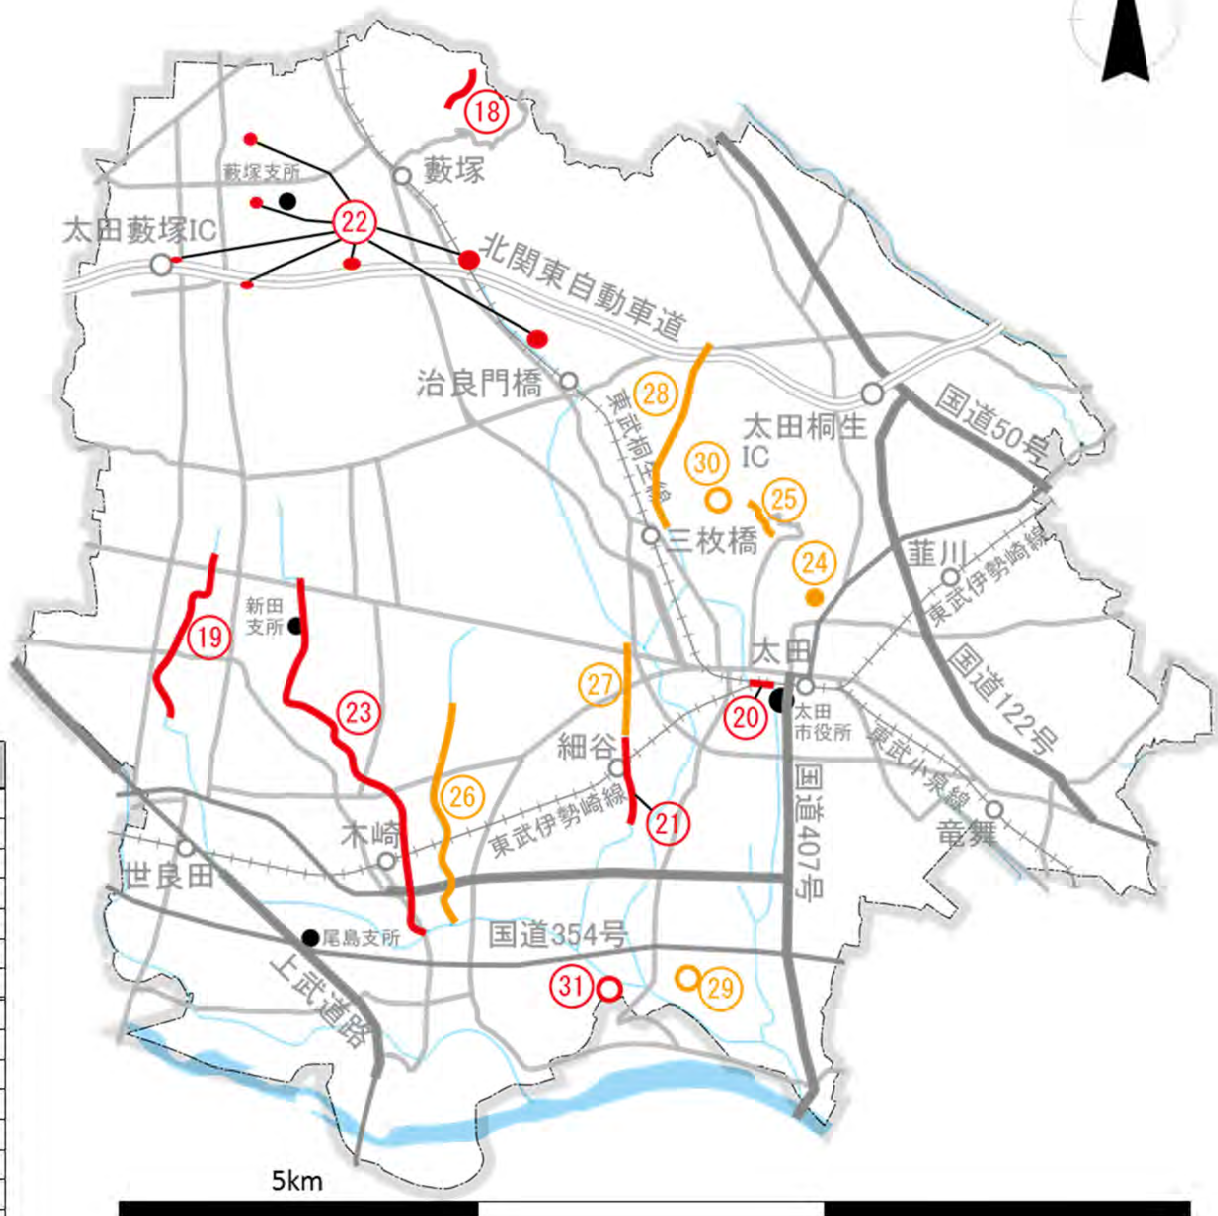 18
藪塚
藪塚支所
22
太田藪塚IC
北関東自動車道
治良門橋
東武桐生線
28
太田桐生
IC
国道50号
30
25
三枚橋
24
韮川
東武伊勢崎線
新田
支所
19
太田
27
20
太田
市役所
国道122号
23
細谷
東武小泉線
26
東武伊勢崎線
21
国道407号
竜舞
木崎
世良田
尾島支所
国道354号
上武道路
31
29
5km